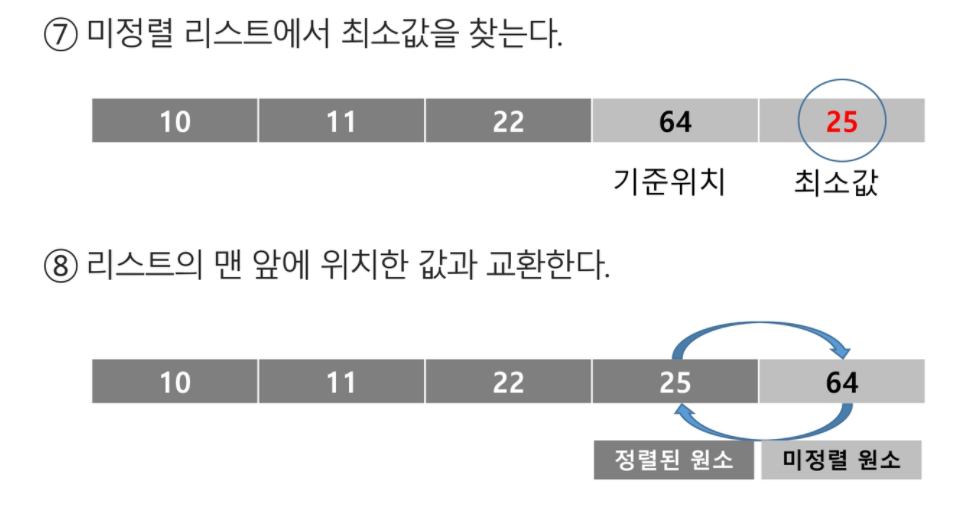 ⑦ 미정렬 리스트에서 최소값을 찾는다.
10 11 22 64 25
기준위치 최소값
⑧ 리스트의 맨 앞에 위치한 값과 교환한다.
10 11 22 25 64
정렬된 원소 미정렬 원소